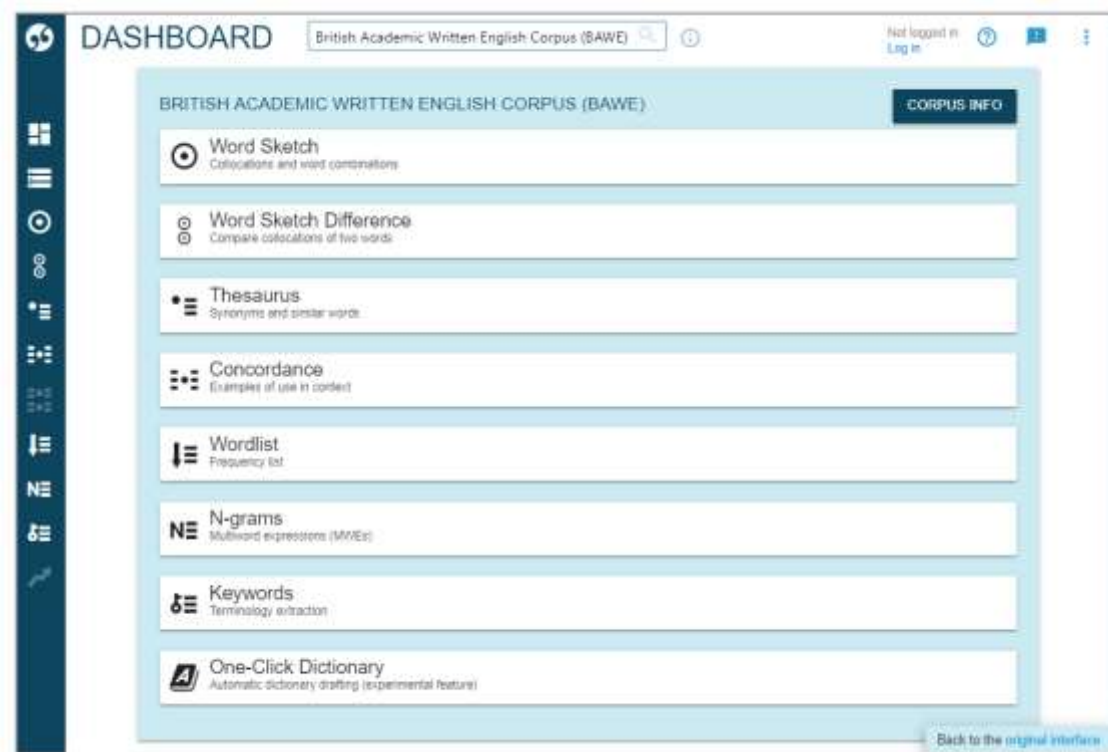 DASHBOARD
British Academic Written English Corpus (BAWE)
Not logged in
Log in
BRITISH ACADEMIC WRITTEN ENGLISH CORPUS (BAWE)
CORPUS INFO
Word Sketch
Collocations and word combinations
Word Sketch Difference
Compare collocations of two words
Thesaurus
Synonyms and similar words
Concordance
Examples of use in context
Wordlist
Frequency list
N-grams
Multiword expressions (MWEs)
Keywords
Terminology extraction
One-Click Dictionary
Automatic dictionary drafting (experimental feature)
Back to the original interface